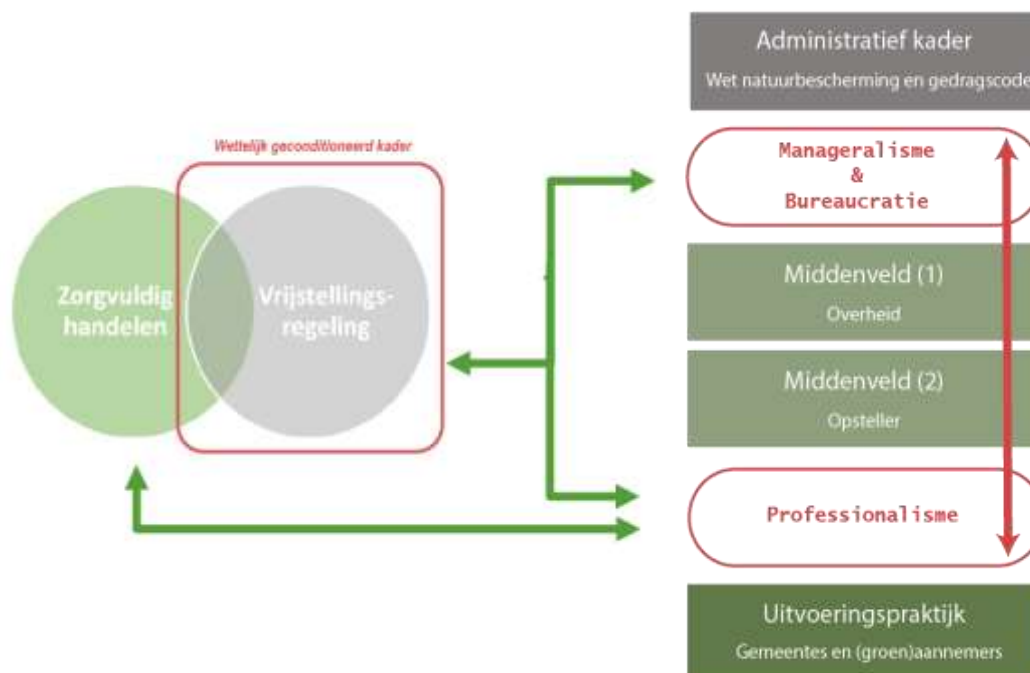 Wettelijk geconditioneerd kader
Zorgvuldig
handelen
Vrijstellings-
regeling
Administratief kader
Wet natuurbescherming en gedragscode
Manageralisme
&
Bureaucratie
Middenveld (1)
Overheid
Middenveld (2)
Opsteller
Professionalisme
Uitvoeringspraktijk
Gemeentes en (groen)aannemers